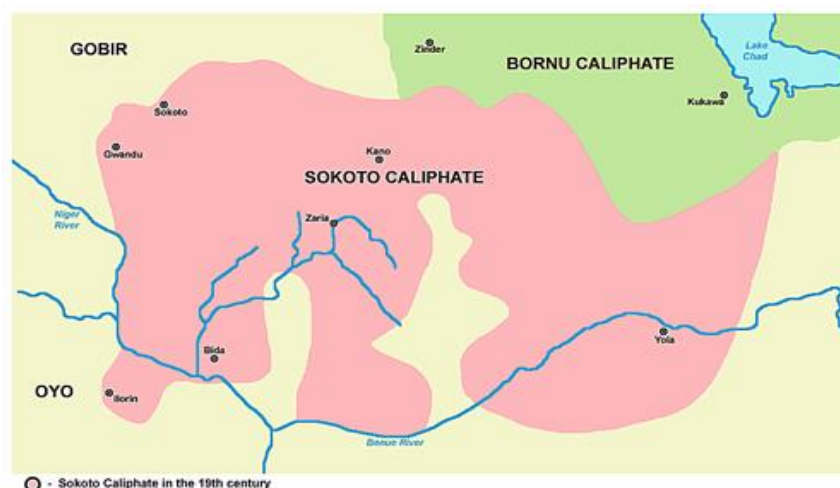 GOBIR
Zinder
BORNU CALIPHATE
Lake
Chad
Kukawa
Sokoto
Gwandu
Kano
SOKOTO CALIPHATE
Niger
River
Zaria
Yola
Bida
OYO
Ilorin
Benue River
- Sokoto Caliphate in the 19th century